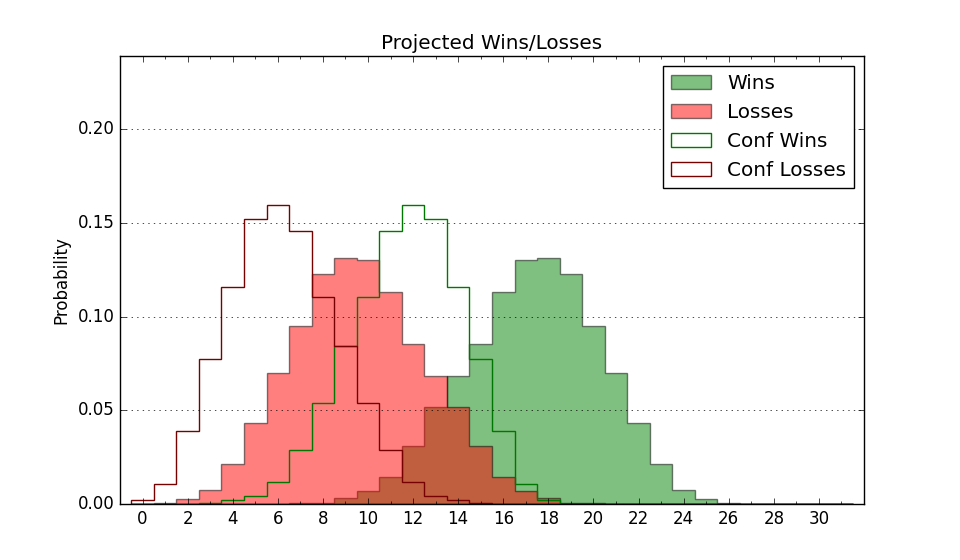 Projected Wins/Losses
Wins
Losses
Conf Wins
Conf Losses
Probability
0.20
0.15
0.10
0.05
0.00
0 2 4 6 8 10 12 14 16 18 20 22 24 26 28 30